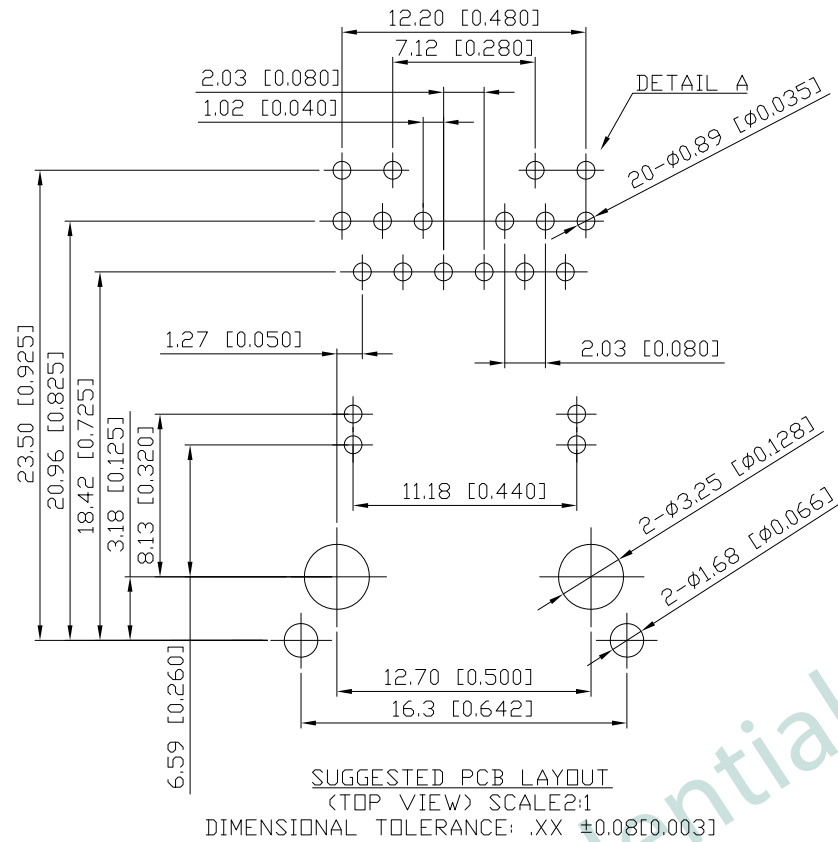 12.20 [0.480]
7.12 [0.280]
2.03 [0.080]
DETAIL A
1.02 [0.040]
20-ø0.89 [ø0.035]
1.27 [0.050]
2.03 [0.080]
23.50 [0.925]
20.96 [0.825]
18.42 [0.725]
3.18 [0.125]
8.13 [0.320]
11.18 [0.440]
2-ø3.25 [ø0.128]
2-ø1.68 [ø0.066]
6.59 [0.260]
12.70 [0.500]
16.3 [0.642]
SUGGESTED PCB LAYOUT
(TOP VIEW) SCALE2:1
DIMENSIONAL TOLERANCE: .XX ±0.08[0.003]
dential